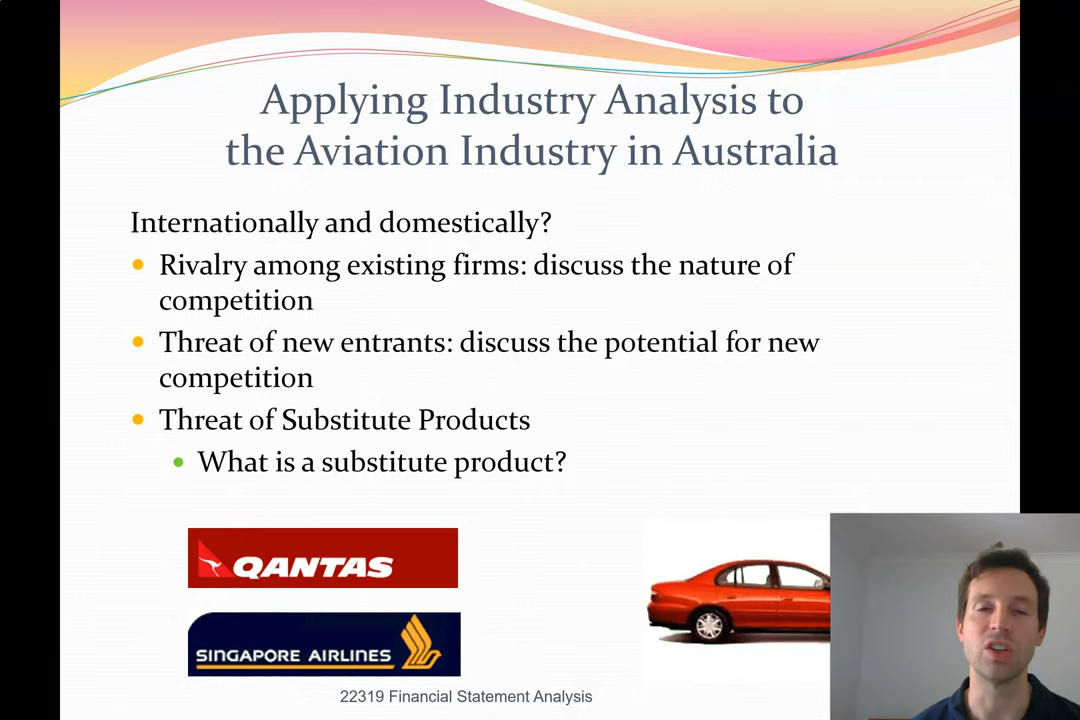 Applying Industry Analysis to
the Aviation Industry in Australia
Internationally and domestically?
Rivalry among existing firms: discuss the nature of
competition
Threat of new entrants: discuss the potential for new
competition
Threat of Substitute Products
What is a substitute product?
QANTAS
SINGAPORE AIRLINES
22319 Financial Statement Analysis